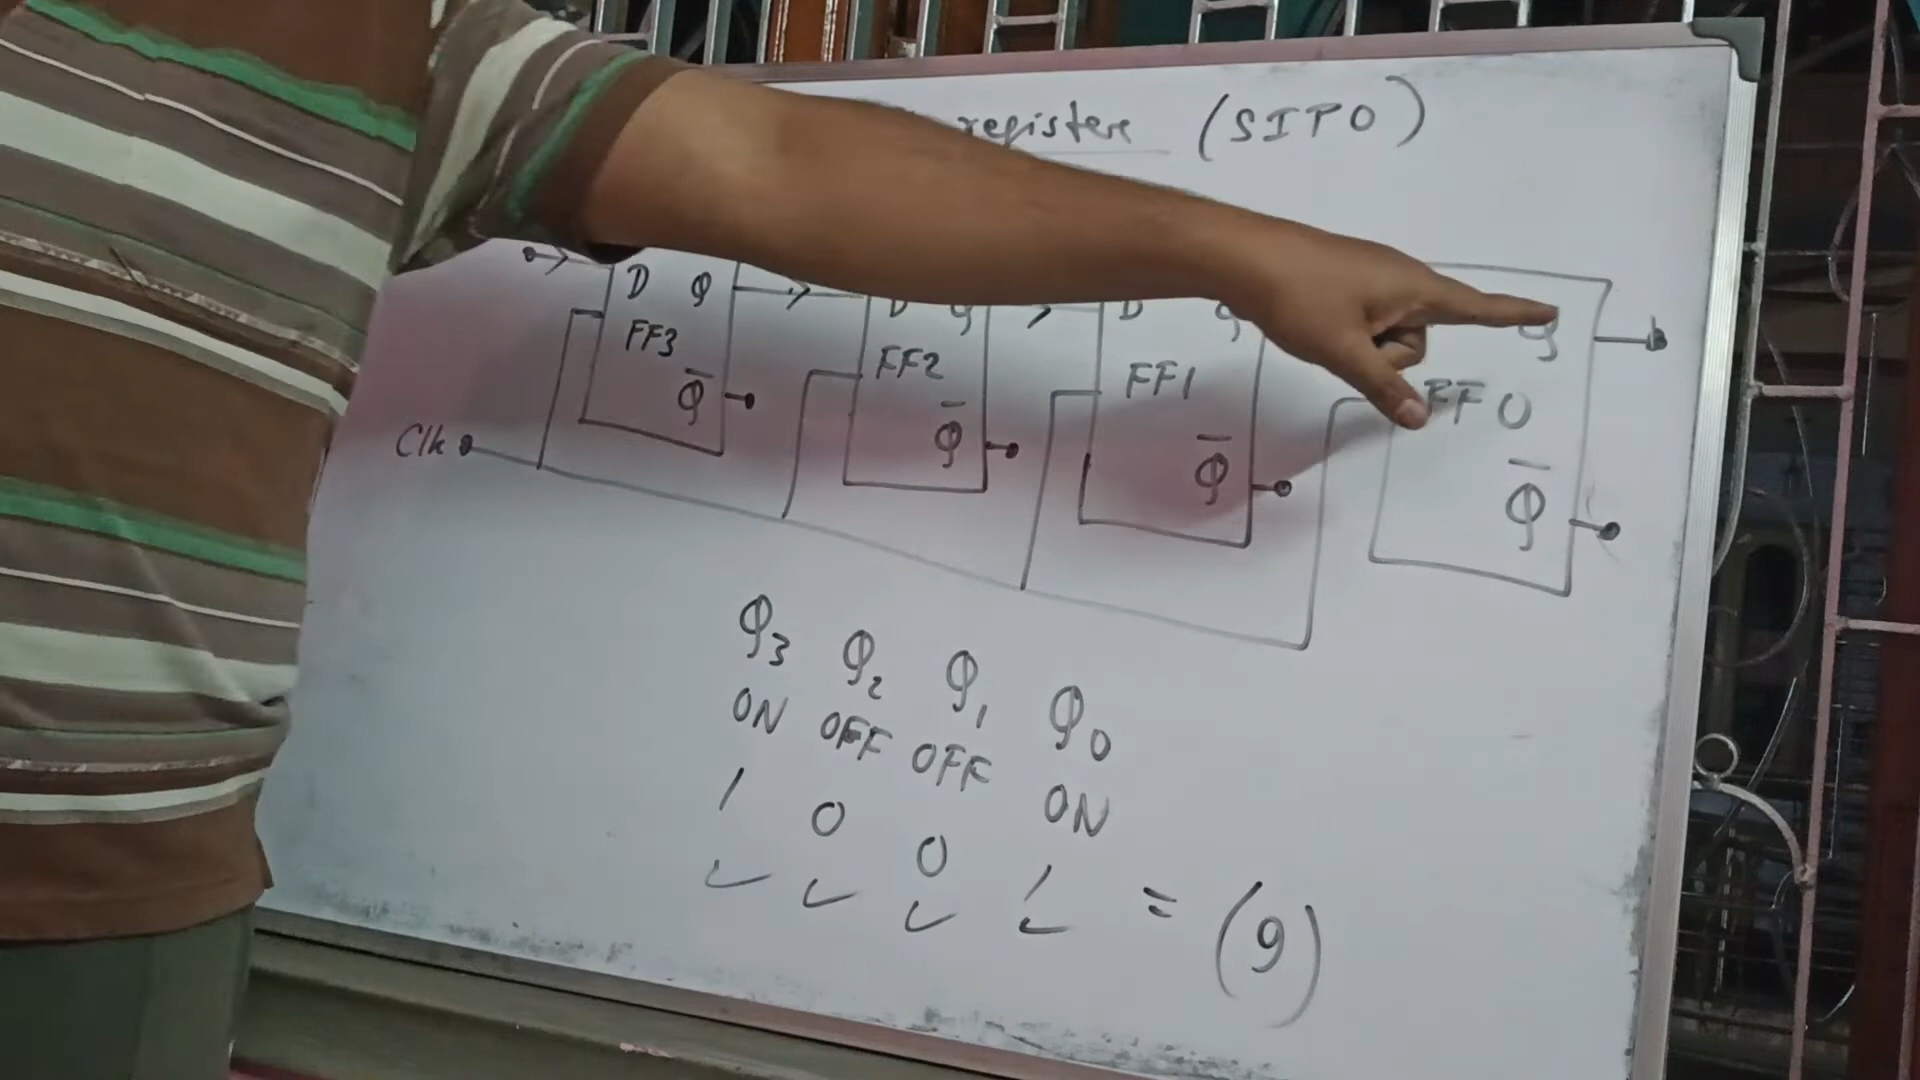 registere (SIPO)
D Q D Q D Q Q
FF3 FF2 FF1 FF0
Q̅ Q̅ Q̅ Q̅
Clk
Q3 Q2 Q1 Q0
ON OFF OFF ON
1 0 0 1 = (9)